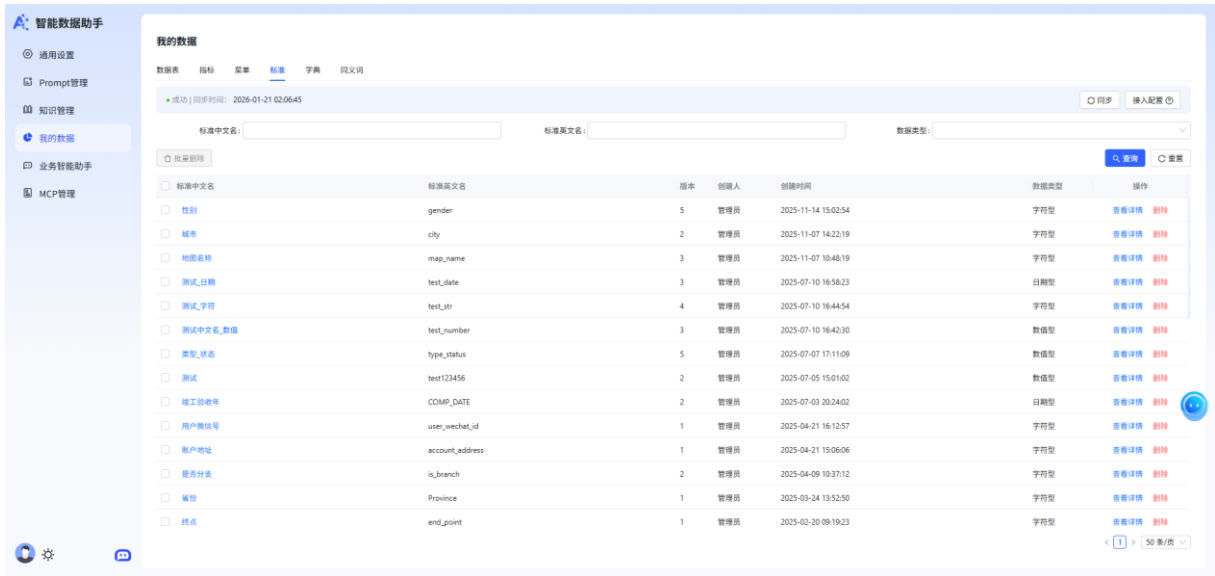 智能数据助手
通用设置
Prompt管理
知识管理
我的数据
业务智能助手
MCP管理
我的数据
数据表 指标 菜单 标准 字典 同义词
成功 | 同步时间: 2026-01-21 02:06:45 同步 接入配置
标准中文名: 标准英文名: 数据类型:
批量删除 查询 重置
标准中文名 标准英文名 版本 创建人 创建时间 数据类型 操作
性别 gender 5 管理员 2025-11-14 15:02:54 字符型 查看详情 删除
城市 city 2 管理员 2025-11-07 14:22:19 字符型 查看详情 删除
地图名称 map_name 3 管理员 2025-11-07 10:48:19 字符型 查看详情 删除
测试_日期 test_date 3 管理员 2025-07-10 16:58:23 日期型 查看详情 删除
测试_字符 test_str 4 管理员 2025-07-10 16:44:54 字符型 查看详情 删除
测试中文名_数值 test_number 3 管理员 2025-07-10 16:42:30 数值型 查看详情 删除
类型_状态 type_status 5 管理员 2025-07-07 17:11:09 数值型 查看详情 删除
测试 test123456 2 管理员 2025-07-05 15:01:02 数值型 查看详情 删除
竣工验收年 COMP_DATE 2 管理员 2025-07-03 20:24:02 日期型 查看详情 删除
用户微信号 user_wechat_id 1 管理员 2025-04-21 16:12:57 字符型 查看详情 删除
账户地址 account_address 1 管理员 2025-04-21 15:06:06 字符型 查看详情 删除
是否分支 is_branch 2 管理员 2025-04-09 10:37:12 字符型 查看详情 删除
省份 Province 1 管理员 2025-03-24 13:52:50 字符型 查看详情 删除
终点 end_point 1 管理员 2025-02-20 09:19:23 字符型 查看详情 删除
< 1 > 50 条/页